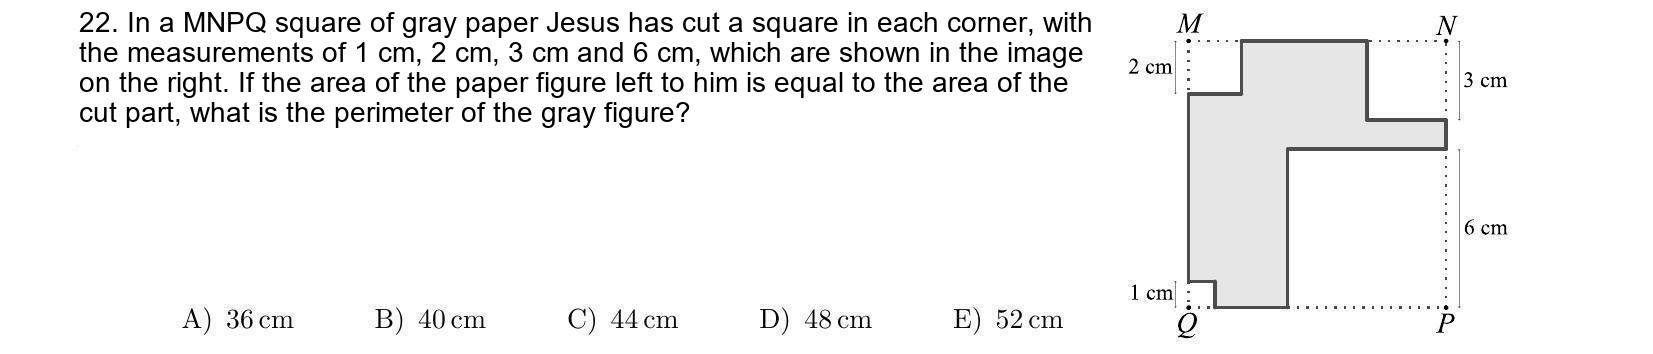 22. In a MNPQ square of gray paper Jesus has cut a square in each corner, with
the measurements of 1 cm, 2 cm, 3 cm and 6 cm, which are shown in the image
on the right. If the area of the paper figure left to him is equal to the area of the
cut part, what is the perimeter of the gray figure?
A) 36 cm B) 40 cm C) 44 cm D) 48 cm E) 52 cm
M N
2 cm
3 cm
6 cm
1 cm
Q P